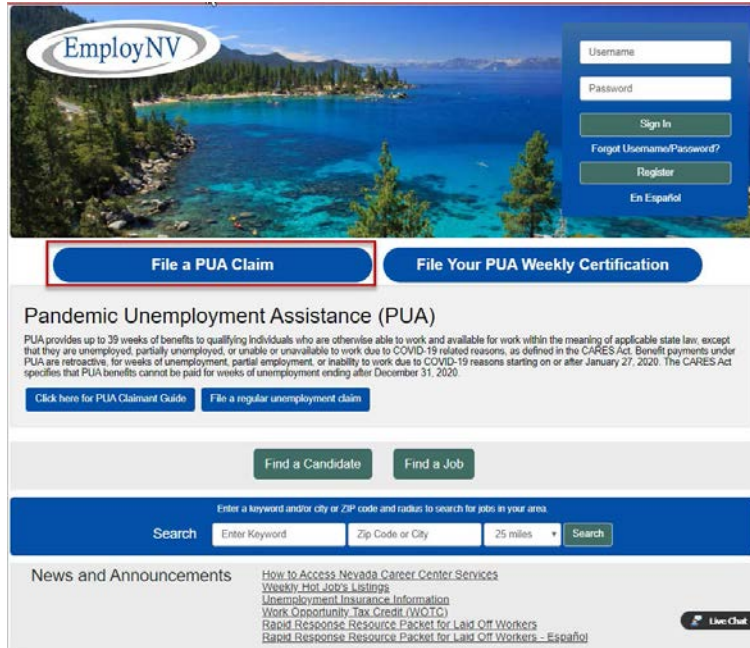 EmployNV
Username
Password
Sign In
Forgot Username/Password?
Register
En Español
File a PUA Claim
File Your PUA Weekly Certification
Pandemic Unemployment Assistance (PUA)
PUA provides up to 39 weeks of benefits to qualifying individuals who are otherwise able to work and available for work within the meaning of applicable state law, except
that they are unemployed, partially unemployed, or unable or unavailable to work due to COVID-19 related reasons, as defined in the CARES Act. Benefit payments under
PUA are retroactive, for weeks of unemployment, partial employment, or inability to work due to COVID-19 reasons starting on or after January 27, 2020. The CARES Act
specifies that PUA benefits cannot be paid for weeks of unemployment ending after December 31, 2020.
Click here for PUA Claimant Guide
File a regular unemployment claim
Find a Candidate
Find a Job
Enter a keyword and/or city or ZIP code and radius to search for jobs in your area.
Search
Enter Keyword
Zip Code or City
25 miles
Search
News and Announcements
How to Access Nevada Career Center Services
Weekly Hot Job's Listings
Unemployment Insurance Information
Work Opportunity Tax Credit (WOTC)
Rapid Response Resource Packet for Laid Off Workers
Rapid Response Resource Packet for Laid Off Workers - Español
Live Chat